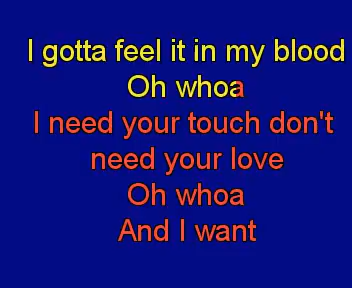 I gotta feel it in my blood
Oh whoa
I need your touch don't
need your love
Oh whoa
And I want